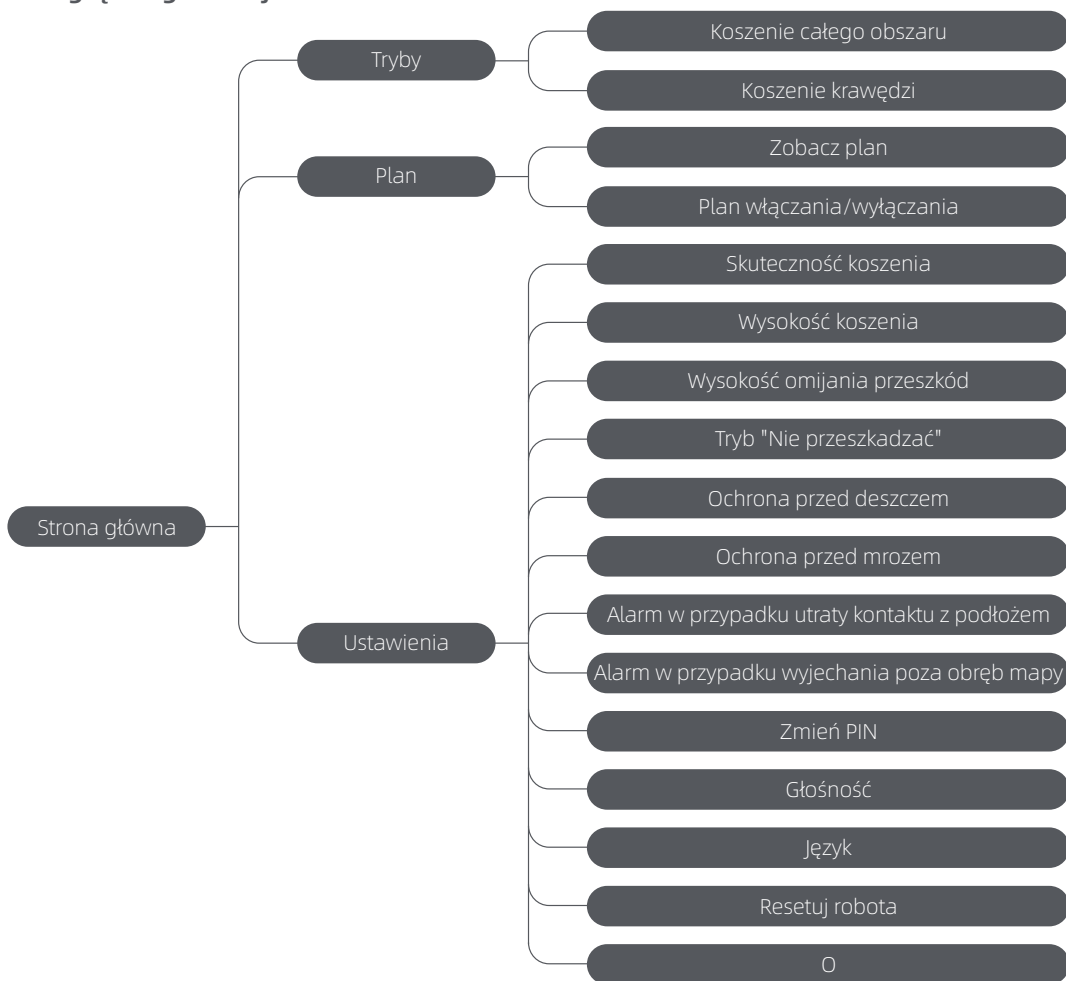 Tryby
Koszenie całego obszaru
Koszenie krawędzi
Plan
Zobacz plan
Plan włączania/wyłączania
Strona główna
Ustawienia
Skuteczność koszenia
Wysokość koszenia
Wysokość omijania przeszkód
Tryb "Nie przeszkadzać"
Ochrona przed deszczem
Ochrona przed mrozem
Alarm w przypadku utraty kontaktu z podłożem
Alarm w przypadku wyjechania poza obręb mapy
Zmień PIN
Głośność
Język
Resetuj robota
O